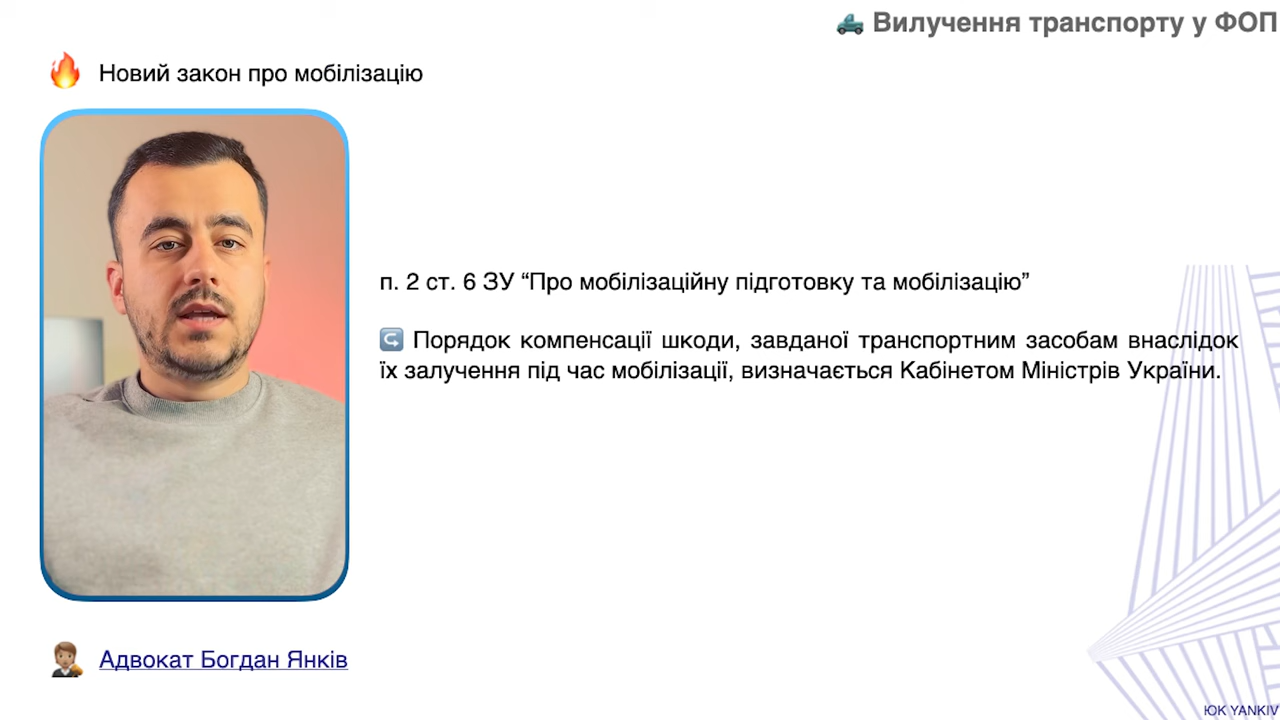 Вилучення транспорту у ФОП
Новий закон про мобілізацію
п. 2 ст. 6 ЗУ “Про мобілізаційну підготовку та мобілізацію”
Порядок компенсації шкоди, завданої транспортним засобам внаслідок
їх залучення під час мобілізації, визначається Кабінетом Міністрів України.
Адвокат Богдан Янків
ЮК YANKIV